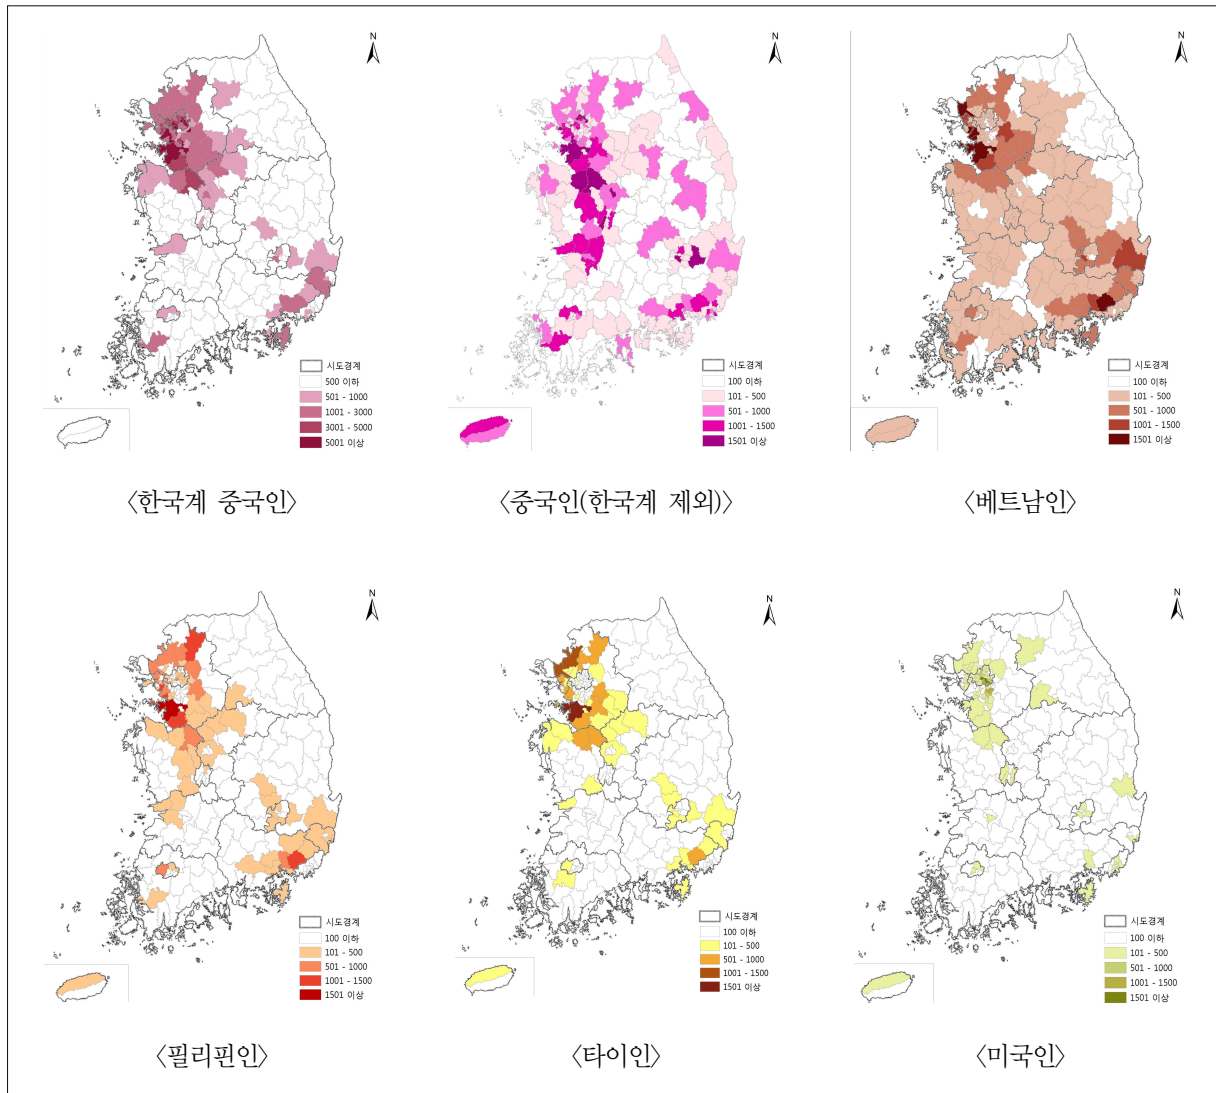 N
시도경계
500 이하
501 - 1000
1001 - 3000
3001 - 5000
5001 이상
〈한국계 중국인〉
N
시도경계
100 이하
101 - 500
501 - 1000
1001 - 1500
1501 이상
〈중국인(한국계 제외)〉
N
시도경계
100 이하
101 - 500
501 - 1000
1001 - 1500
1501 이상
〈베트남인〉
N
시도경계
100 이하
101 - 500
501 - 1000
1001 - 1500
1501 이상
〈필리핀인〉
N
시도경계
100 이하
101 - 500
501 - 1000
1001 - 1500
1501 이상
〈타이인〉
N
시도경계
100 이하
101 - 500
501 - 1000
1001 - 1500
1501 이상
〈미국인〉